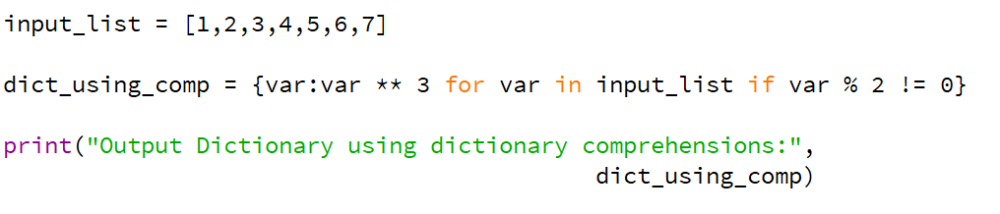 input_list = [1,2,3,4,5,6,7]
dict_using_comp = {var:var ** 3 for var in input_list if var % 2 != 0}
print("Output Dictionary using dictionary comprehensions:",
dict_using_comp)